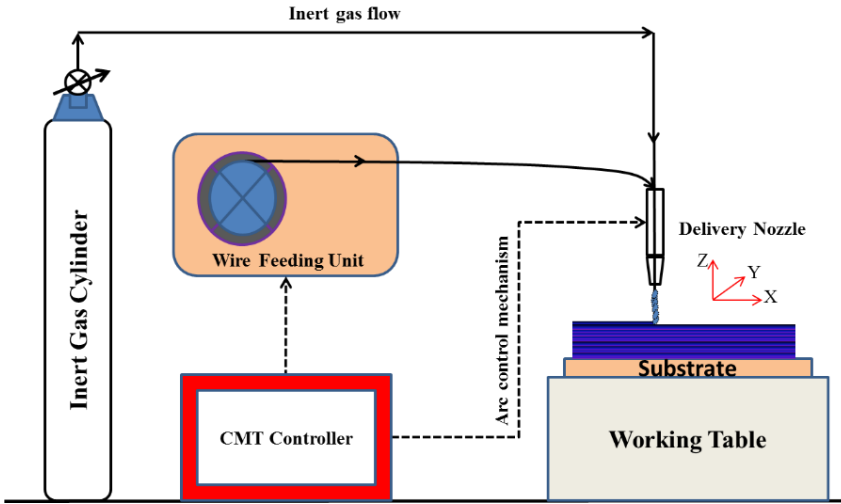 Inert gas flow
Inert Gas Cylinder
Wire Feeding Unit
Arc control mechanism
Delivery Nozzle
Z
Y
X
Substrate
CMT Controller
Working Table